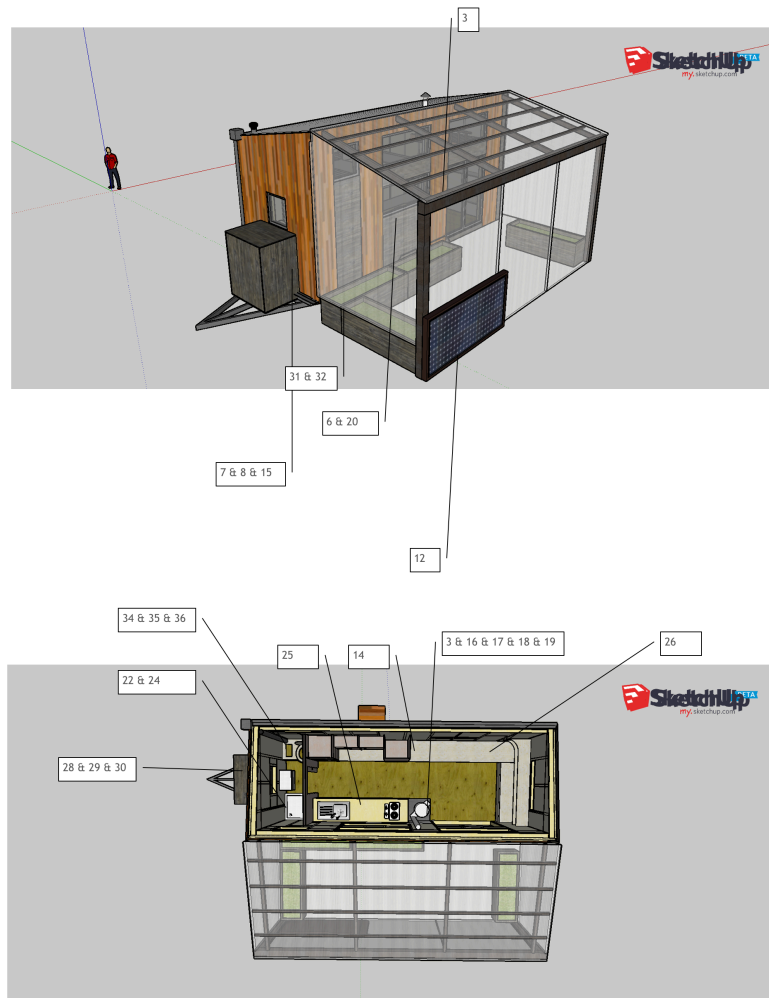 3
SketchUp BETA
my.sketchup.com
31 & 32
6 & 20
7 & 8 & 15
12
34 & 35 & 36
3 & 16 & 17 & 18 & 19
26
25
14
22 & 24
SketchUp BETA
my.sketchup.com
28 & 29 & 30